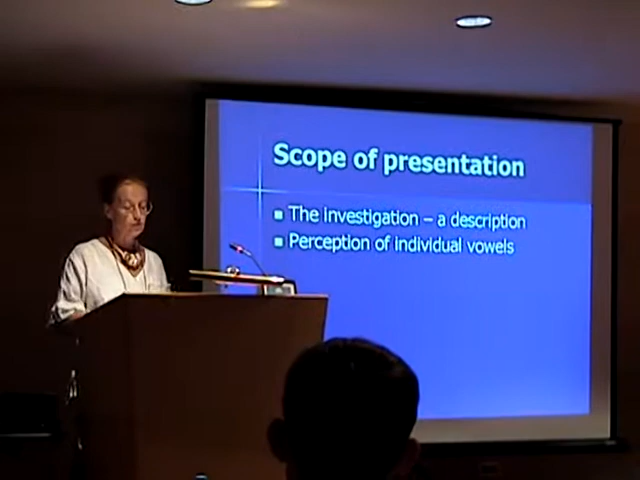 Scope of presentation
The investigation – a description
Perception of individual vowels